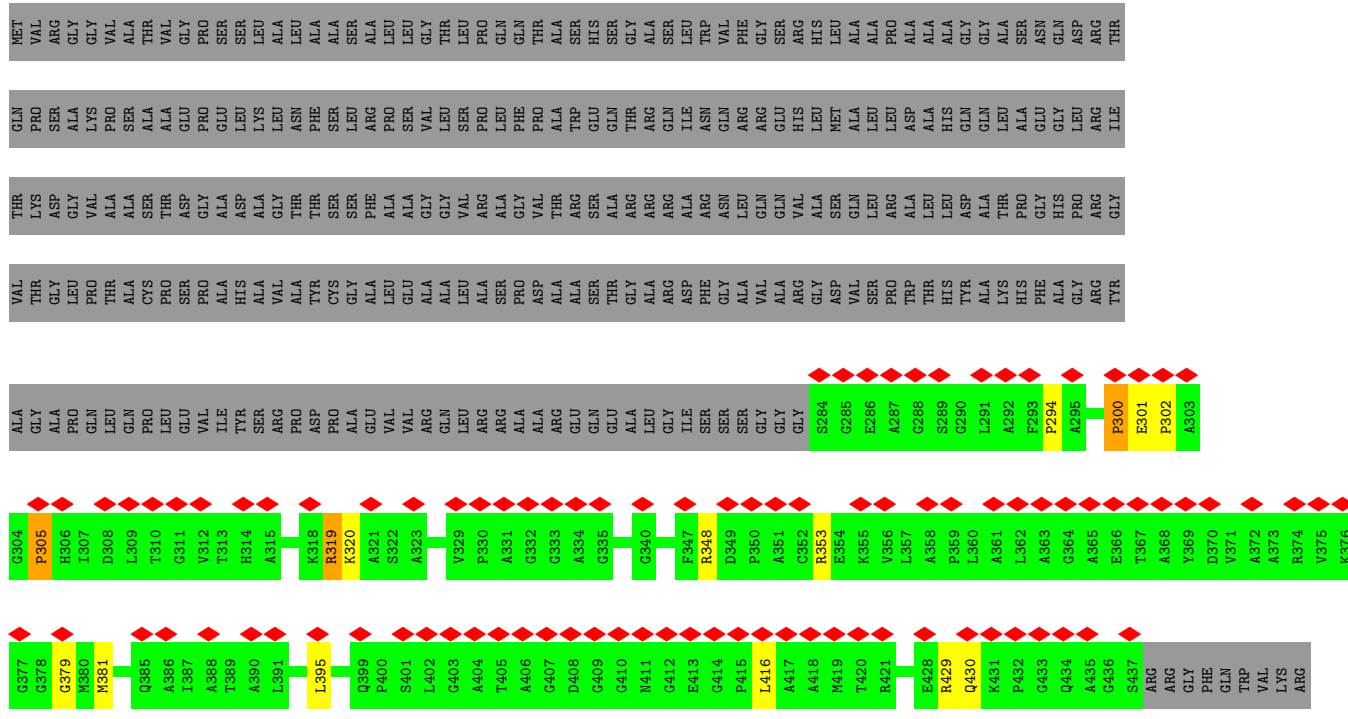 MET VAL ARG GLY GLY VAL ALA THR VAL GLY PRO SER SER LEU ALA LEU ALA ALA SER ALA LEU LEU GLY THR LEU PRO GLN GLN THR ALA SER HIS SER GLY ALA SER LEU TRP VAL PHE GLY SER ARG HIS LEU ALA ALA PRO ALA ALA ALA GLY GLY ALA SER ASN GLN ASP ARG THR
GLN PRO SER ALA LYS PRO SER ALA ALA GLU PRO GLU LEU LYS LEU ASN PHE SER LEU ARG PRO SER VAL LEU SER PRO LEU PHE PRO ALA TRP GLU GLN THR ARG GLN ILE ASN GLN ARG ARG GLU HIS LEU MET ALA LEU LEU ASP ALA HIS GLN GLN LEU ALA GLU GLY LEU ARG ILE
THR LYS ASP GLY VAL ALA ALA SER THR ASP GLY ALA ASP ALA GLY THR THR SER SER PHE ALA ALA GLY GLY VAL ARG ALA GLY VAL THR ARG SER ALA ARG ARG ARG ALA ARG ASN LEU GLN GLN VAL ALA SER GLN LEU ARG ALA LEU LEU ASP ALA THR PRO GLY HIS PRO ARG GLY
VAL THR GLY LEU PRO THR ALA CYS PRO SER PRO ALA HIS ALA VAL ALA TYR CYS GLY ALA LEU GLU ALA ALA LEU ALA SER PRO ASP ALA ALA SER THR GLY ALA ARG ASP PHE GLY ALA VAL ALA ARG GLY ASP VAL SER PRO TRP THR HIS TYR ALA LYS HIS PHE ALA GLY ARG TYR
ALA GLY ALA PRO GLN LEU GLN PRO LEU GLU VAL ILE TYR SER ARG PRO ASP PRO ALA GLU VAL VAL ARG GLN LEU ARG ARG ALA ALA ARG GLU GLN GLU ALA LEU GLY ILE SER SER SER GLY GLY GLY S284 G285 E286 A287 G288 S289 G290 L291 A292 F293 P294 A295 P300 E301 P302 A303
G304 P305 H306 I307 D308 L309 T310 G311 V312 T313 H314 A315 K318 R319 K320 A321 S322 A323 V329 P330 A331 G332 G333 A334 G335 G340 F347 R348 D349 P350 A351 C352 R353 E354 K355 V356 L357 A358 P359 L360 A361 L362 A363 G364 A365 E366 T367 A368 Y369 D370 V371 A372 A373 R374 V375 K376
G377 G378 G379 M380 M381 Q385 A386 I387 A388 T389 A390 L391 L395 Q399 P400 S401 L402 G403 A404 T405 A406 G407 D408 G409 G410 N411 G412 E413 G414 P415 L416 A417 A418 M419 T420 R421 E428 R429 Q430 K431 P432 G433 Q434 A435 G436 S437 ARG ARG GLY PHE GLN TRP VAL LYS ARG